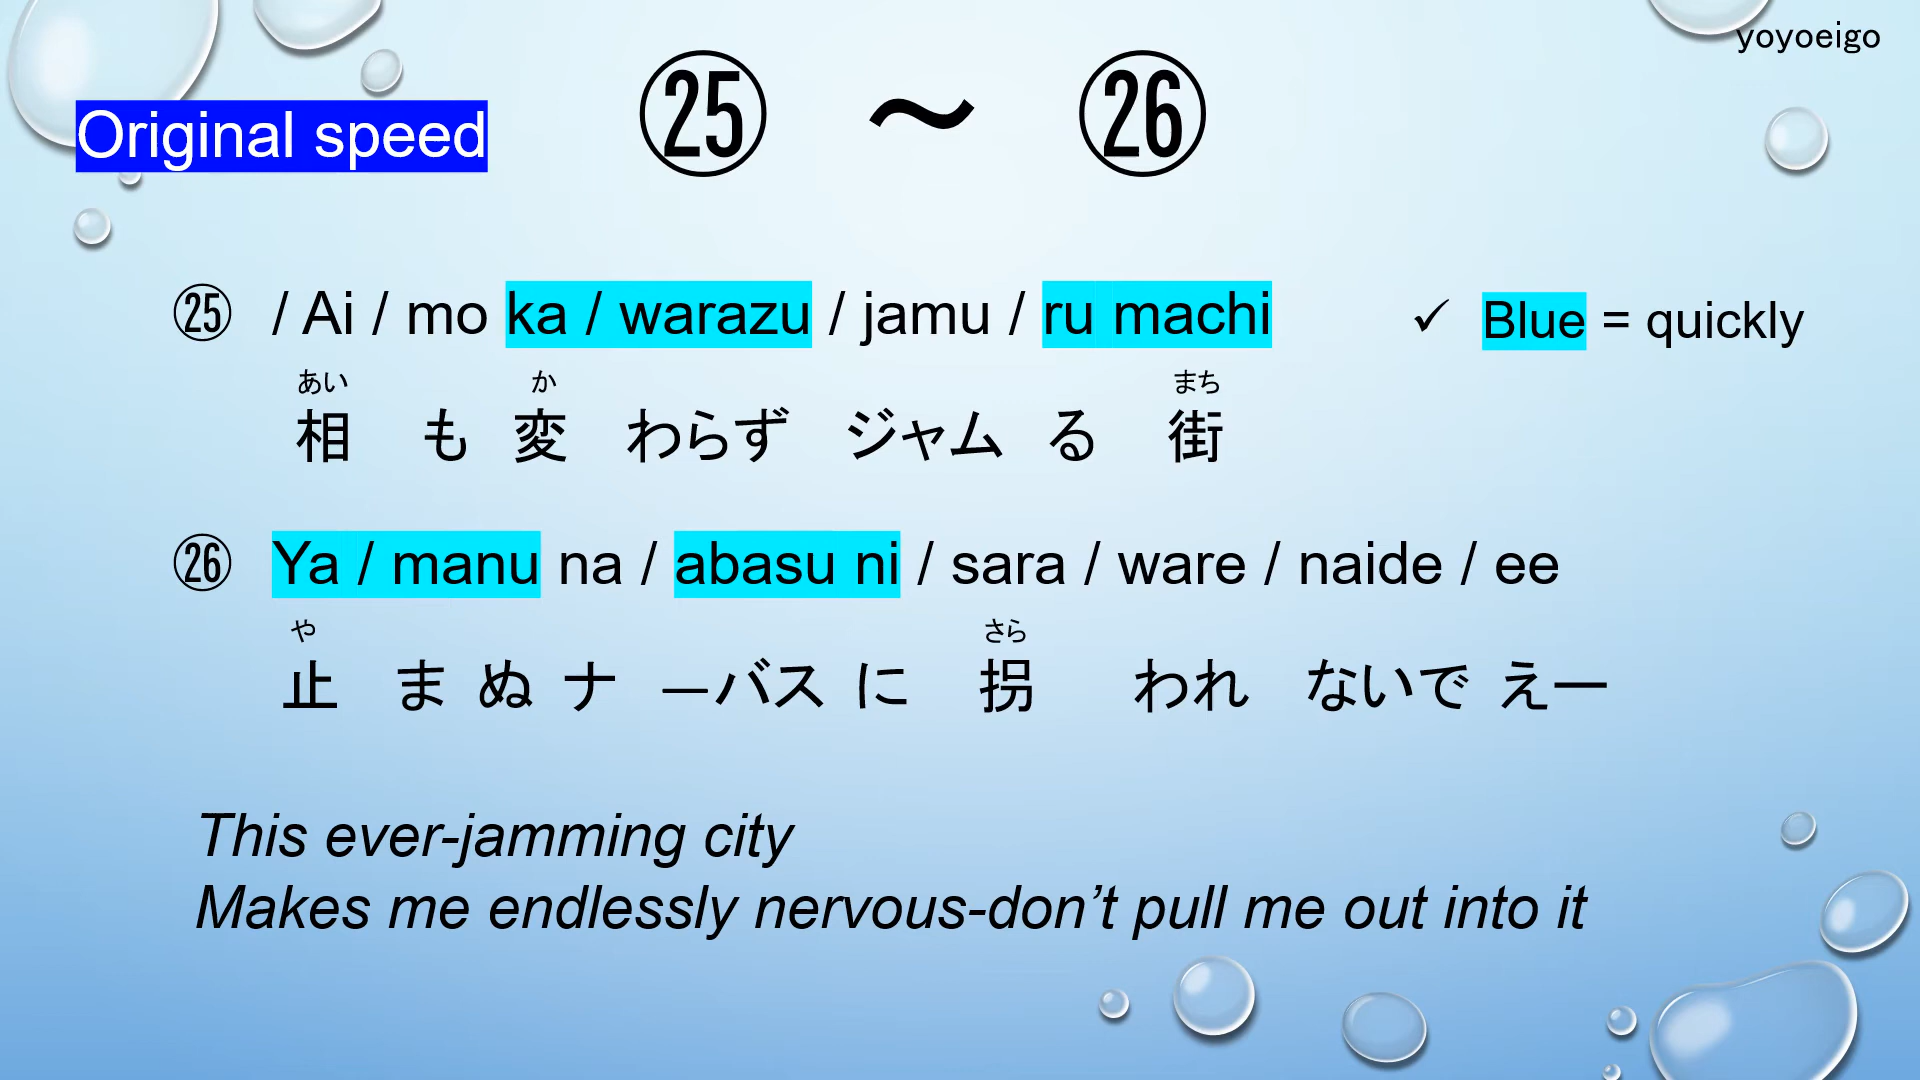 yoyoeigo
㉕ ～ ㉖
Original speed
㉕ / Ai / mo ka / warazu / jamu / ru machi
✓ Blue = quickly
あい か まち
相 も 変 わらず ジャム る 街
㉖ Ya / manu na / abasu ni / sara / ware / naide / ee
や さら
止 ま ぬ ナ ーバス に 拐 われ ないで えー
This ever-jamming city
Makes me endlessly nervous-don’t pull me out into it